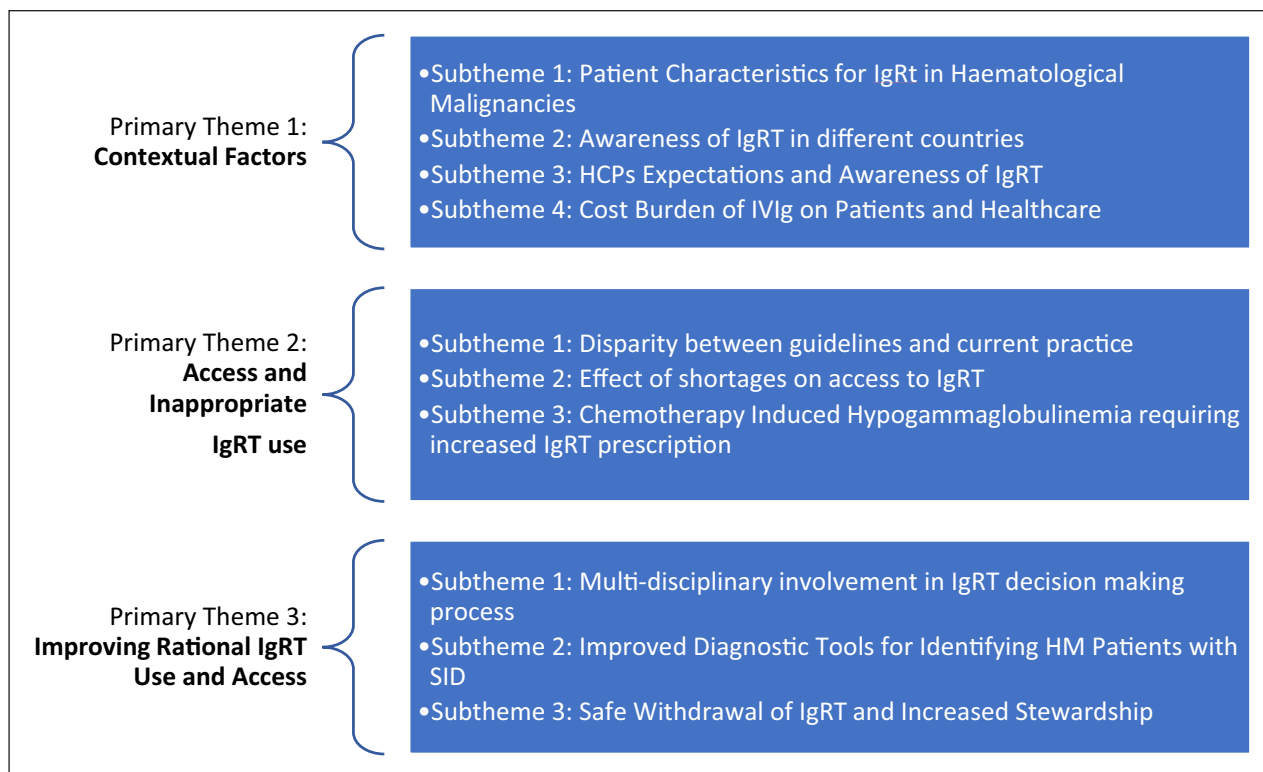 Primary Theme 1:
Contextual Factors
•Subtheme 1: Patient Characteristics for IgRt in Haematological
Malignancies
•Subtheme 2: Awareness of IgRT in different countries
•Subtheme 3: HCPs Expectations and Awareness of IgRT
•Subtheme 4: Cost Burden of IVIg on Patients and Healthcare
Primary Theme 2:
Access and
Inappropriate
IgRT use
•Subtheme 1: Disparity between guidelines and current practice
•Subtheme 2: Effect of shortages on access to IgRT
•Subtheme 3: Chemotherapy Induced Hypogammaglobulinemia requiring
increased IgRT prescription
Primary Theme 3:
Improving Rational IgRT
Use and Access
•Subtheme 1: Multi-disciplinary involvement in IgRT decision making
process
•Subtheme 2: Improved Diagnostic Tools for Identifying HM Patients with
SID
•Subtheme 3: Safe Withdrawal of IgRT and Increased Stewardship